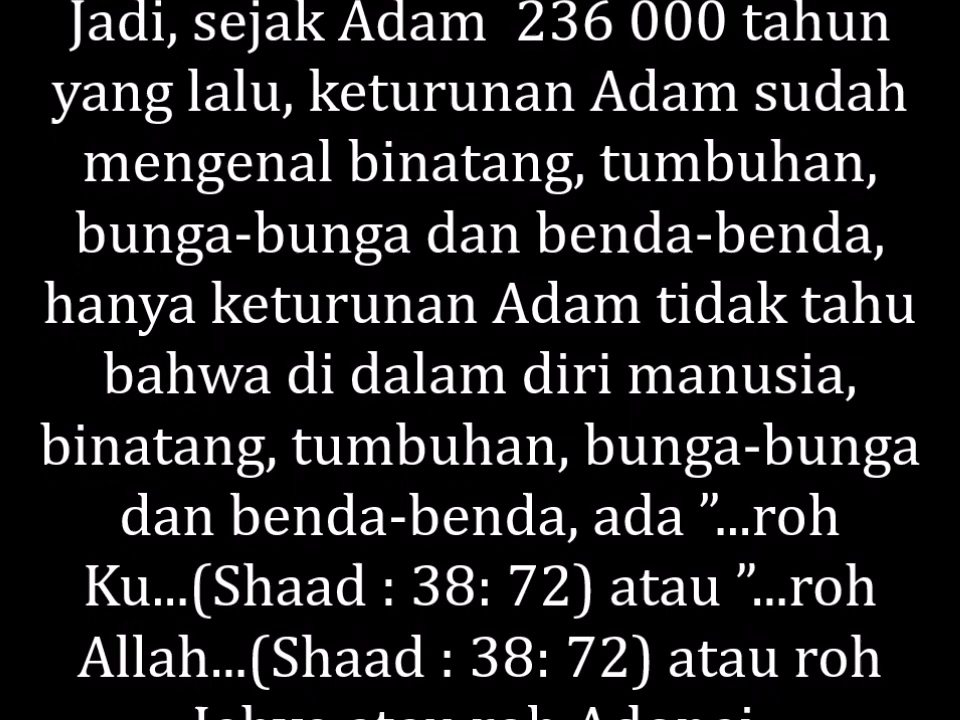 Jadi, sejak Adam  236 000 tahun
yang lalu, keturunan Adam sudah
mengenal binatang, tumbuhan,
bunga-bunga dan benda-benda,
hanya keturunan Adam tidak tahu
bahwa di dalam diri manusia,
binatang, tumbuhan, bunga-bunga
dan benda-benda, ada ”...roh
Ku...(Shaad : 38: 72) atau ”...roh
Allah...(Shaad : 38: 72) atau roh
atau roh